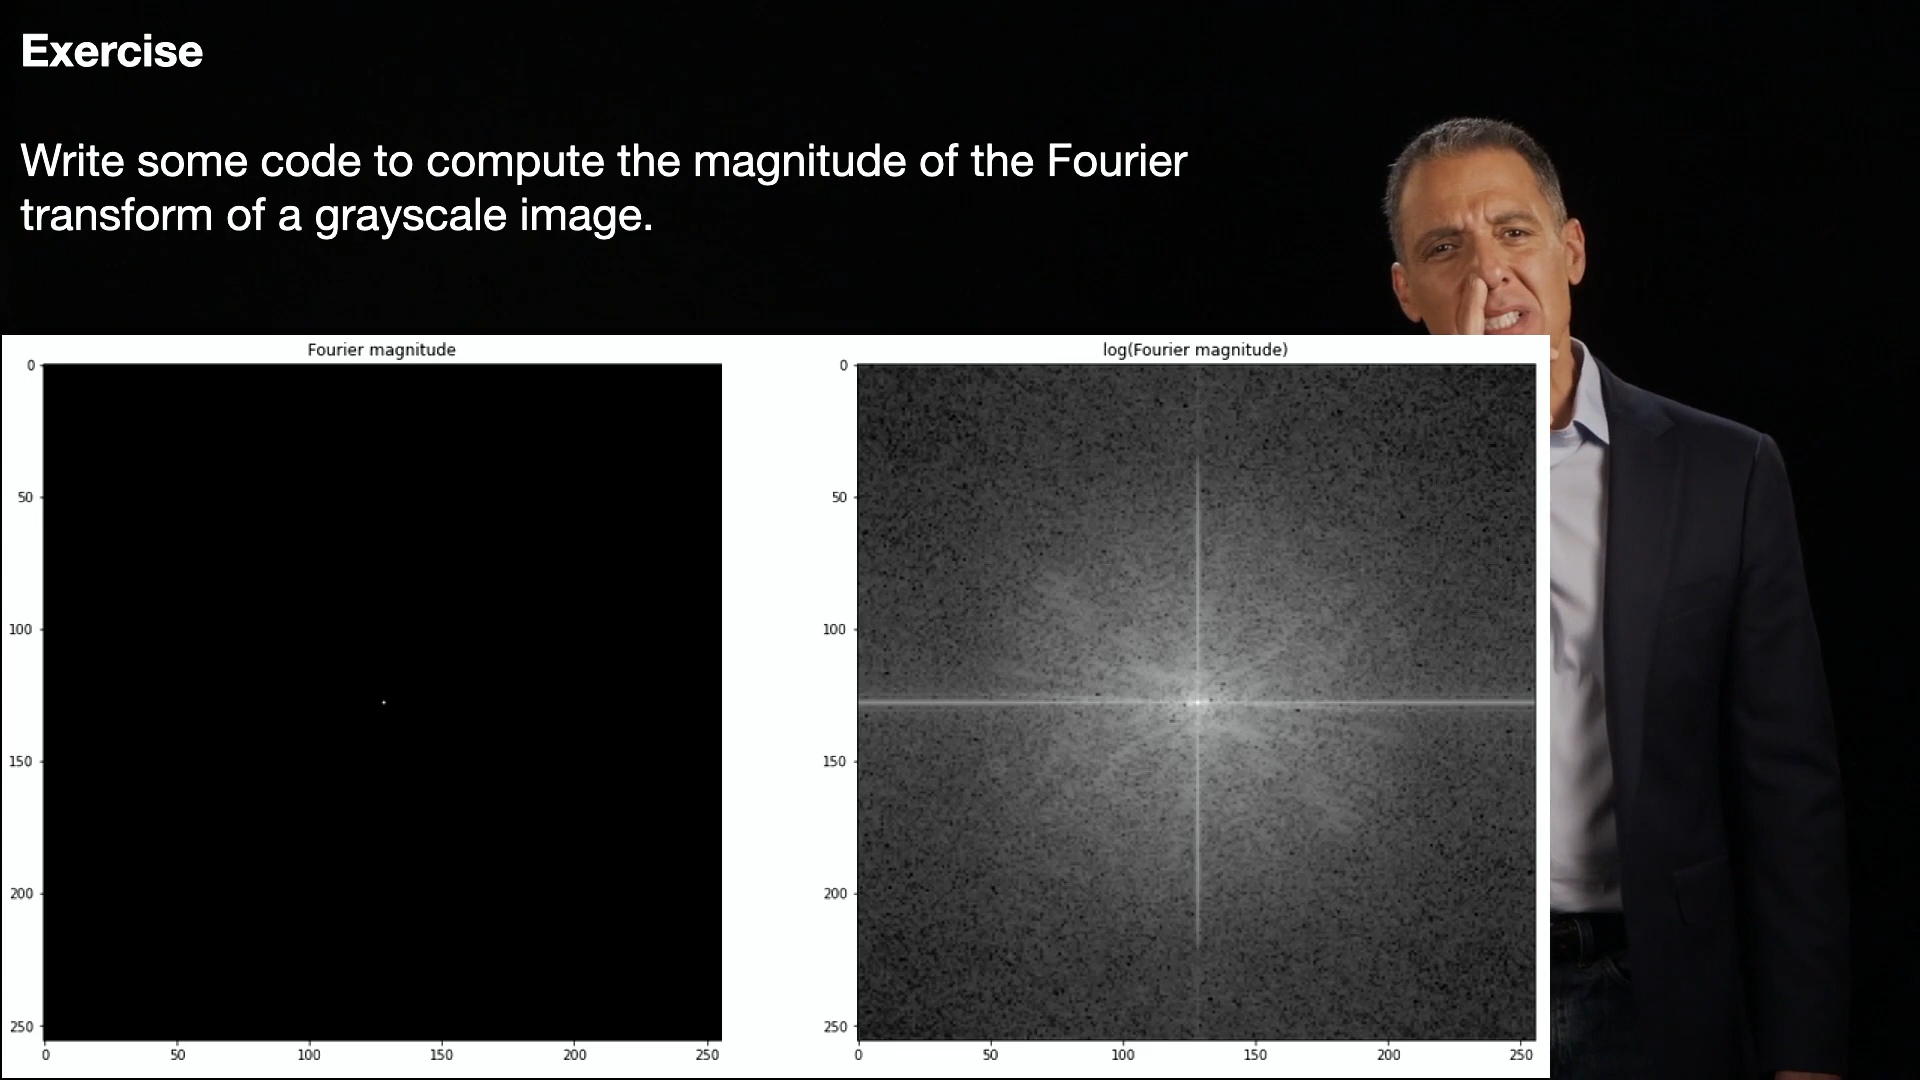 Exercise
Write some code to compute the magnitude of the Fourier
transform of a grayscale image.
Fourier magnitude
0
50
100
150
200
250
0 50 100 150 200 250
log(Fourier magnitude)
0
50
100
150
200
250
0 50 100 150 200 250